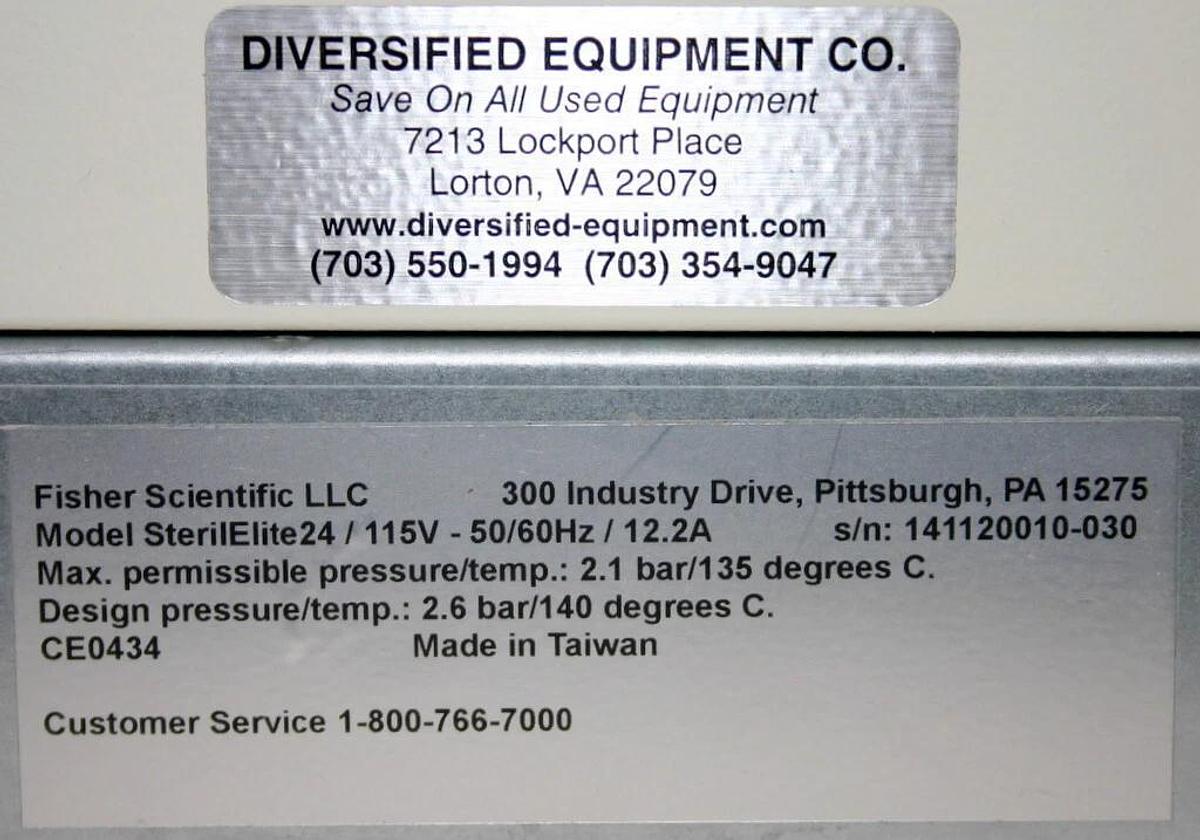 DIVERSIFIED EQUIPMENT CO.
Save On All Used Equipment
7213 Lockport Place
Lorton, VA 22079
www.diversified-equipment.com
(703) 550-1994 (703) 354-9047
Fisher Scientific LLC 300 Industry Drive, Pittsburgh, PA 15275
Model SterilElite24 / 115V - 50/60Hz / 12.2A s/n: 141120010-030
Max. permissible pressure/temp.: 2.1 bar/135 degrees C.
Design pressure/temp.: 2.6 bar/140 degrees C.
CE0434 Made in Taiwan
Customer Service 1-800-766-7000